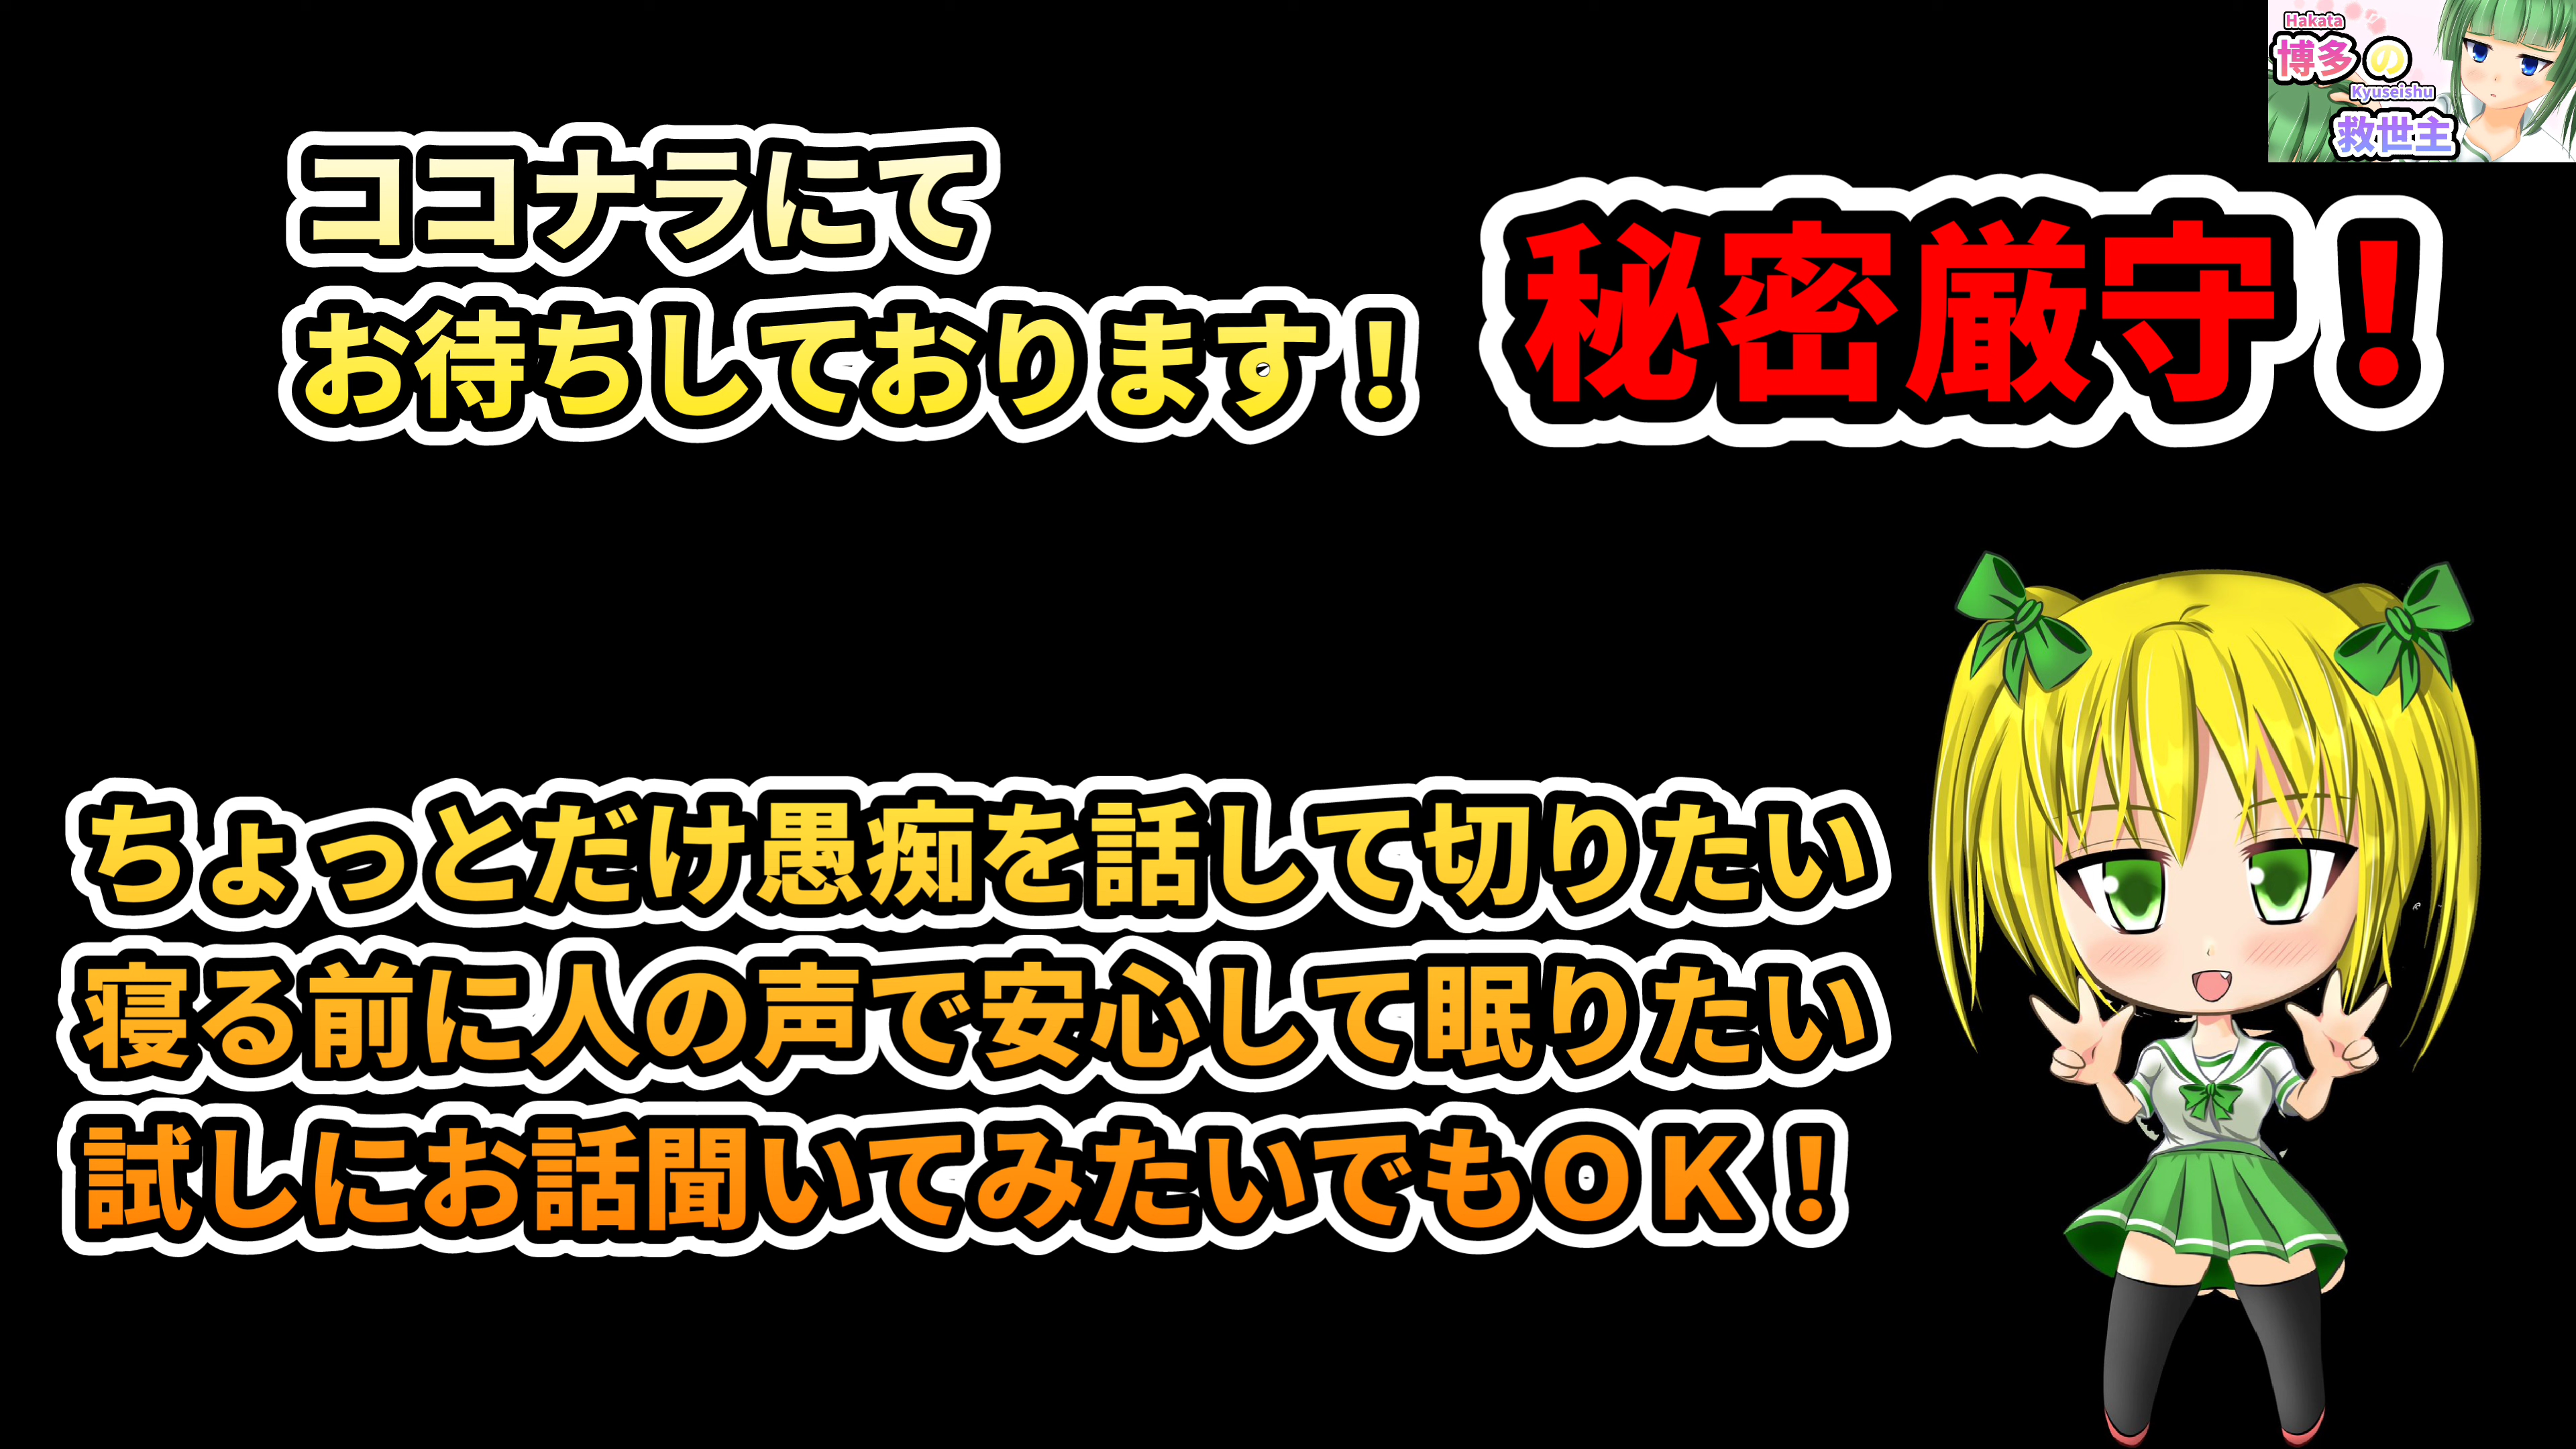 Hakata
博多の
Kyuseishu
救世主
ココナラにて
お待ちしております！
秘密厳守！
ちょっとだけ愚痴を話して切りたい
寝る前に人の声で安心して眠りたい
試しにお話聞いてみたいでもＯＫ！